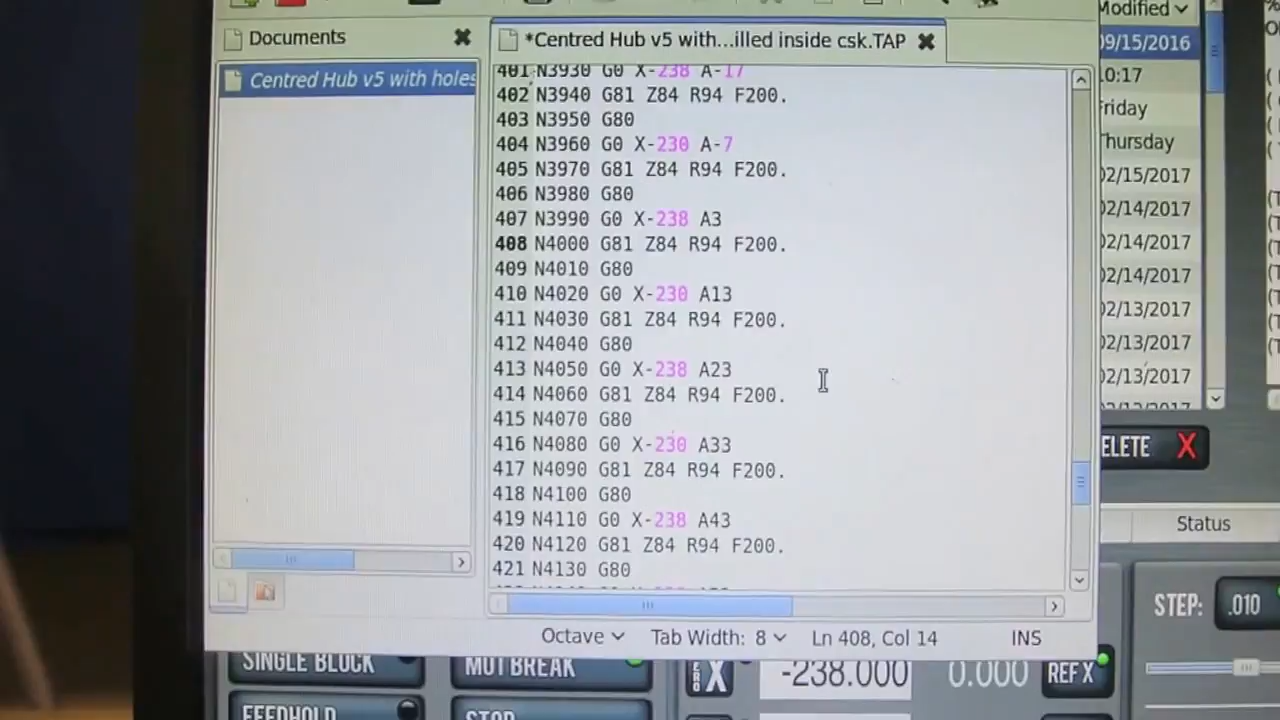 Documents
*Centred Hub v5 with...illed inside csk.TAP
Centred Hub v5 with holes
401 N3930 G0 X-238 A-17
402 N3940 G81 Z84 R94 F200.
403 N3950 G80
404 N3960 G0 X-230 A-7
405 N3970 G81 Z84 R94 F200.
406 N3980 G80
407 N3990 G0 X-238 A3
408 N4000 G81 Z84 R94 F200.
409 N4010 G80
410 N4020 G0 X-230 A13
411 N4030 G81 Z84 R94 F200.
412 N4040 G80
413 N4050 G0 X-238 A23
414 N4060 G81 Z84 R94 F200.
415 N4070 G80
416 N4080 G0 X-230 A33
417 N4090 G81 Z84 R94 F200.
418 N4100 G80
419 N4110 G0 X-238 A43
420 N4120 G81 Z84 R94 F200.
421 N4130 G80
Octave Tab Width: 8 Ln 408, Col 14 INS
Modified
09/15/2016
10:17
Friday
Thursday
02/15/2017
02/14/2017
02/14/2017
02/14/2017
02/13/2017
02/13/2017
02/13/2017
ELETE X
Status
STEP: .010
SINGLE BLOCK
M01 BREAK
X
-238.000
0.000
REF X
FEEDHOLD
STOP